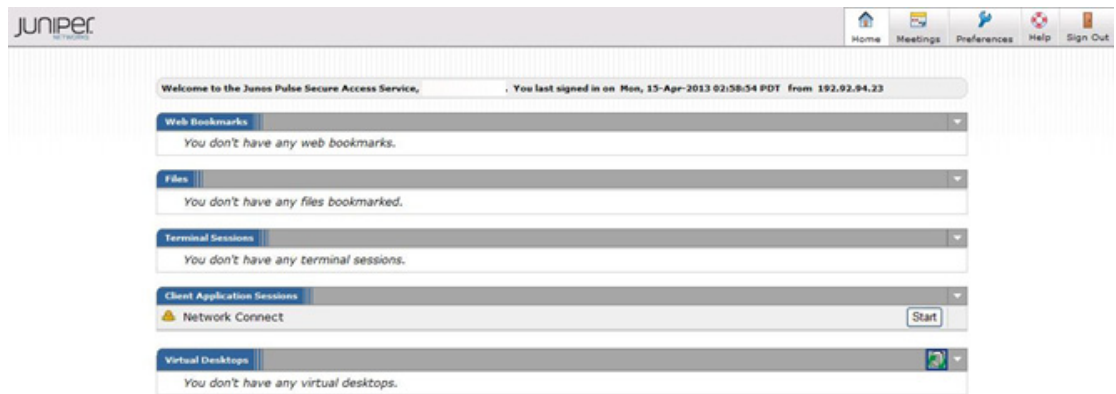 JUNIPER
NETWORKS
Home Meetings Preferences Help Sign Out
Welcome to the Junos Pulse Secure Access Service, , You last signed in on Mon, 15-Apr-2013 02:58:54 PDT from 192.92.94.23
Web Bookmarks
You don't have any web bookmarks.
Files
You don't have any files bookmarked.
Terminal Sessions
You don't have any terminal sessions.
Client Application Sessions
Network Connect Start
Virtual Desktops
You don't have any virtual desktops.